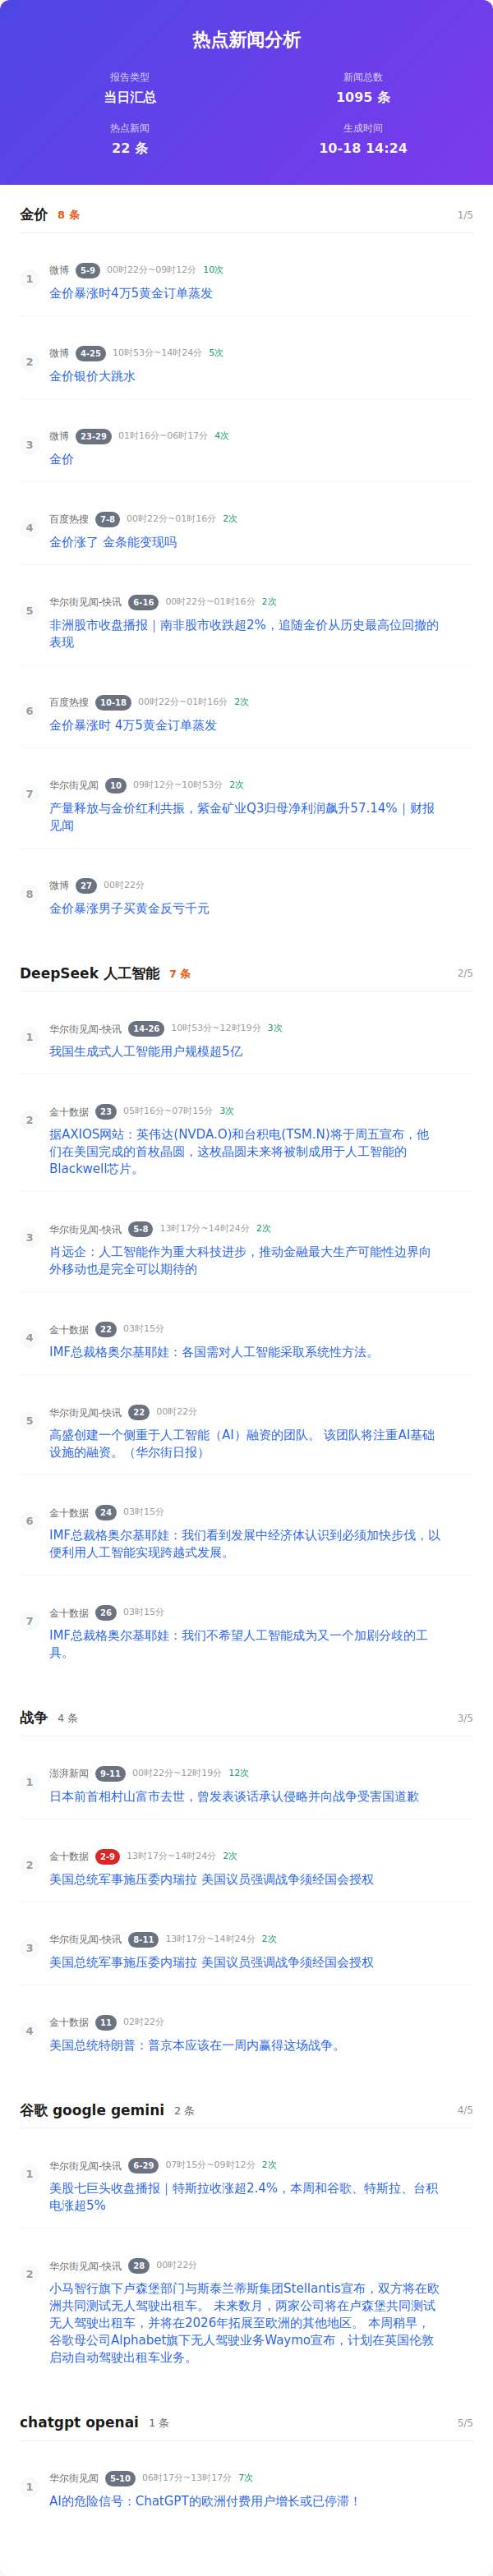 热点新闻分析
报告类型
当日汇总
新闻总数
1095 条
热点新闻
22 条
生成时间
10-18 14:24
金价 8 条 1/5
1 微博 5-9 00时22分~09时12分 10次
金价暴涨时4万5黄金订单蒸发
2 微博 4-25 10时53分~14时24分 5次
金价银价大跳水
3 微博 23-29 01时16分~06时17分 4次
金价
4 百度热搜 7-8 00时22分~01时16分 2次
金价涨了 金条能变现吗
5 华尔街见闻-快讯 6-16 00时22分~01时16分 2次
非洲股市收盘播报｜南非股市收跌超2%，追随金价从历史最高位回撤的
表现
6 百度热搜 10-18 00时22分~01时16分 2次
金价暴涨时 4万5黄金订单蒸发
7 华尔街见闻 10 09时12分~10时53分 2次
产量释放与金价红利共振，紫金矿业Q3归母净利润飙升57.14%｜财报
见闻
8 微博 27 00时22分
金价暴涨男子买黄金反亏千元
DeepSeek 人工智能 7 条 2/5
1 华尔街见闻-快讯 14-26 10时53分~12时19分 3次
我国生成式人工智能用户规模超5亿
2 金十数据 23 05时16分~07时15分 3次
据AXIOS网站：英伟达(NVDA.O)和台积电(TSM.N)将于周五宣布，他
们在美国完成的首枚晶圆，这枚晶圆未来将被制成用于人工智能的
Blackwell芯片。
3 华尔街见闻-快讯 5-8 13时17分~14时24分 2次
肖远企：人工智能作为重大科技进步，推动金融最大生产可能性边界向
外移动也是完全可以期待的
4 金十数据 22 03时15分
IMF总裁格奥尔基耶娃：各国需对人工智能采取系统性方法。
5 华尔街见闻-快讯 22 00时22分
高盛创建一个侧重于人工智能（AI）融资的团队。 该团队将注重AI基础
设施的融资。（华尔街日报）
6 金十数据 24 03时15分
IMF总裁格奥尔基耶娃：我们看到发展中经济体认识到必须加快步伐，以
便利用人工智能实现跨越式发展。
7 金十数据 26 03时15分
IMF总裁格奥尔基耶娃：我们不希望人工智能成为又一个加剧分歧的工
具。
战争 4 条 3/5
1 澎湃新闻 9-11 00时22分~12时19分 12次
日本前首相村山富市去世，曾发表谈话承认侵略并向战争受害国道歉
2 金十数据 2-9 13时17分~14时24分 2次
美国总统军事施压委内瑞拉 美国议员强调战争须经国会授权
3 华尔街见闻-快讯 8-11 13时17分~14时24分 2次
美国总统军事施压委内瑞拉 美国议员强调战争须经国会授权
4 金十数据 11 02时22分
美国总统特朗普：普京本应该在一周内赢得这场战争。
谷歌 google gemini 2 条 4/5
1 华尔街见闻-快讯 6-29 07时15分~09时12分 2次
美股七巨头收盘播报｜特斯拉收涨超2.4%，本周和谷歌、特斯拉、台积
电涨超5%
2 华尔街见闻-快讯 28 00时22分
小马智行旗下卢森堡部门与斯泰兰蒂斯集团Stellantis宣布，双方将在欧
洲共同测试无人驾驶出租车。 未来数月，两家公司将在卢森堡共同测试
无人驾驶出租车，并将在2026年拓展至欧洲的其他地区。 本周稍早，
谷歌母公司Alphabet旗下无人驾驶业务Waymo宣布，计划在英国伦敦
启动自动驾驶出租车业务。
chatgpt openai 1 条 5/5
1 华尔街见闻 5-10 06时17分~13时17分 7次
AI的危险信号：ChatGPT的欧洲付费用户增长或已停滞！